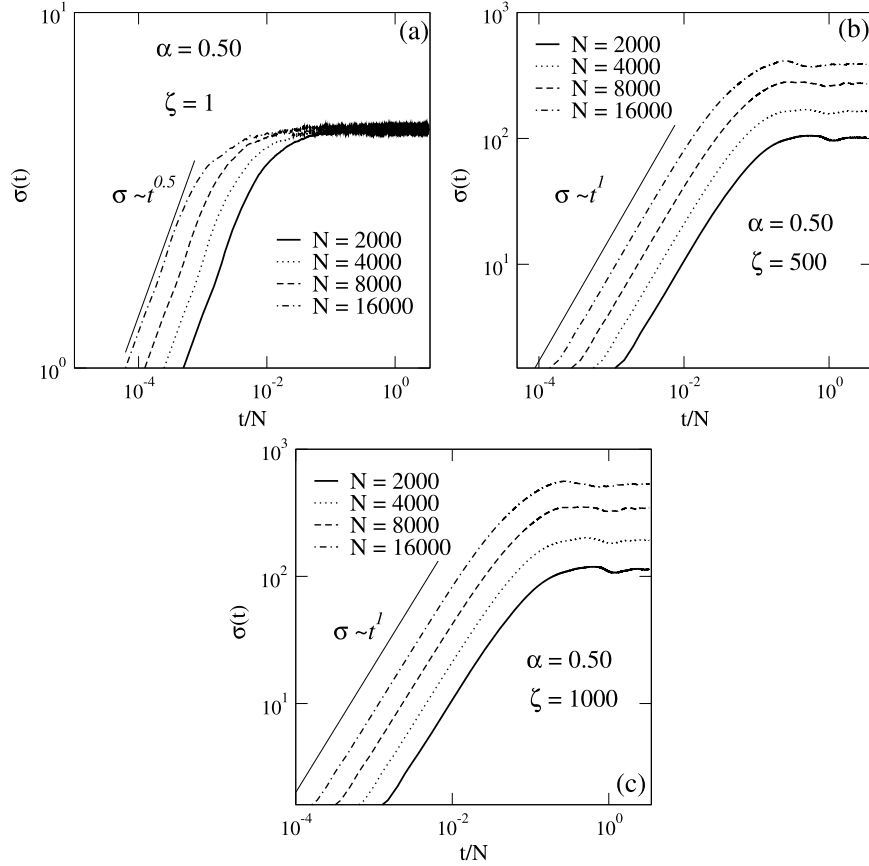 (a)
10^1
α = 0.50
ζ = 1
σ ~ t^0.5
σ(t)
N = 2000
N = 4000
N = 8000
N = 16000
10^0
10^-4
10^-2
10^0
t/N
(b)
10^3
N = 2000
N = 4000
N = 8000
N = 16000
10^2
σ ~ t^1
σ(t)
α = 0.50
ζ = 500
10^1
10^-4
10^-2
10^0
t/N
10^3
N = 2000
N = 4000
N = 8000
N = 16000
10^2
σ ~ t^1
σ(t)
α = 0.50
ζ = 1000
10^1
(c)
10^-4
10^-2
10^0
t/N